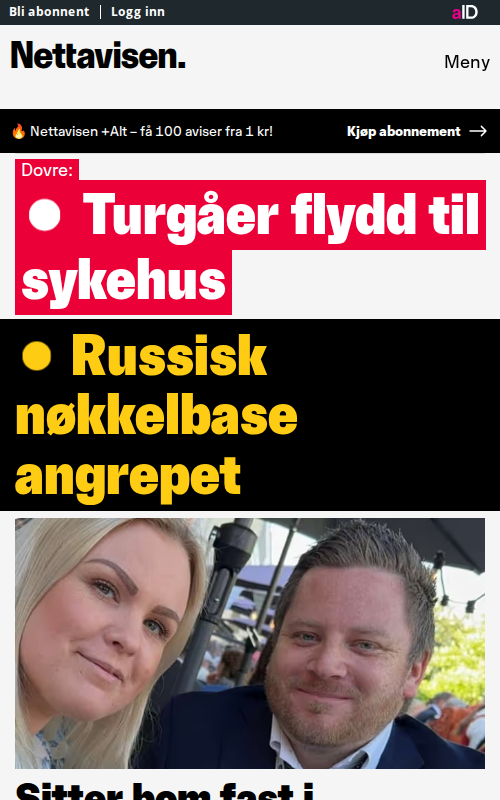 Bli abonnent | Logg inn
aID
Nettavisen.
Meny
🔥 Nettavisen +Alt – få 100 aviser fra 1 kr!
Kjøp abonnement →
Dovre:
Turgåer flydd til
sykehus
Russisk
nøkkelbase
angrepet
Sitter hom fast i